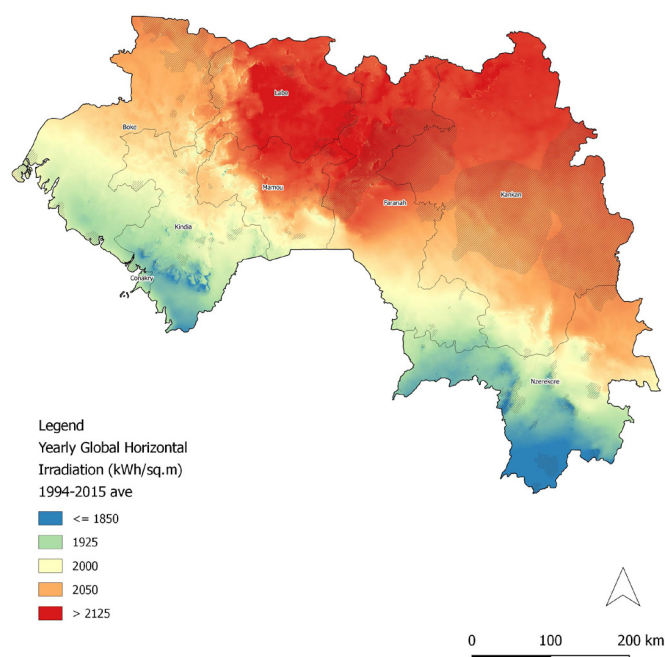 Labe
Boke
Mamou
Kankan
Faranah
Kindia
Conakry
Nzerekore
Legend
Yearly Global Horizontal
Irradiation (kWh/sq.m)
1994-2015 ave
<= 1850
1925
2000
2050
> 2125
0 100 200 km